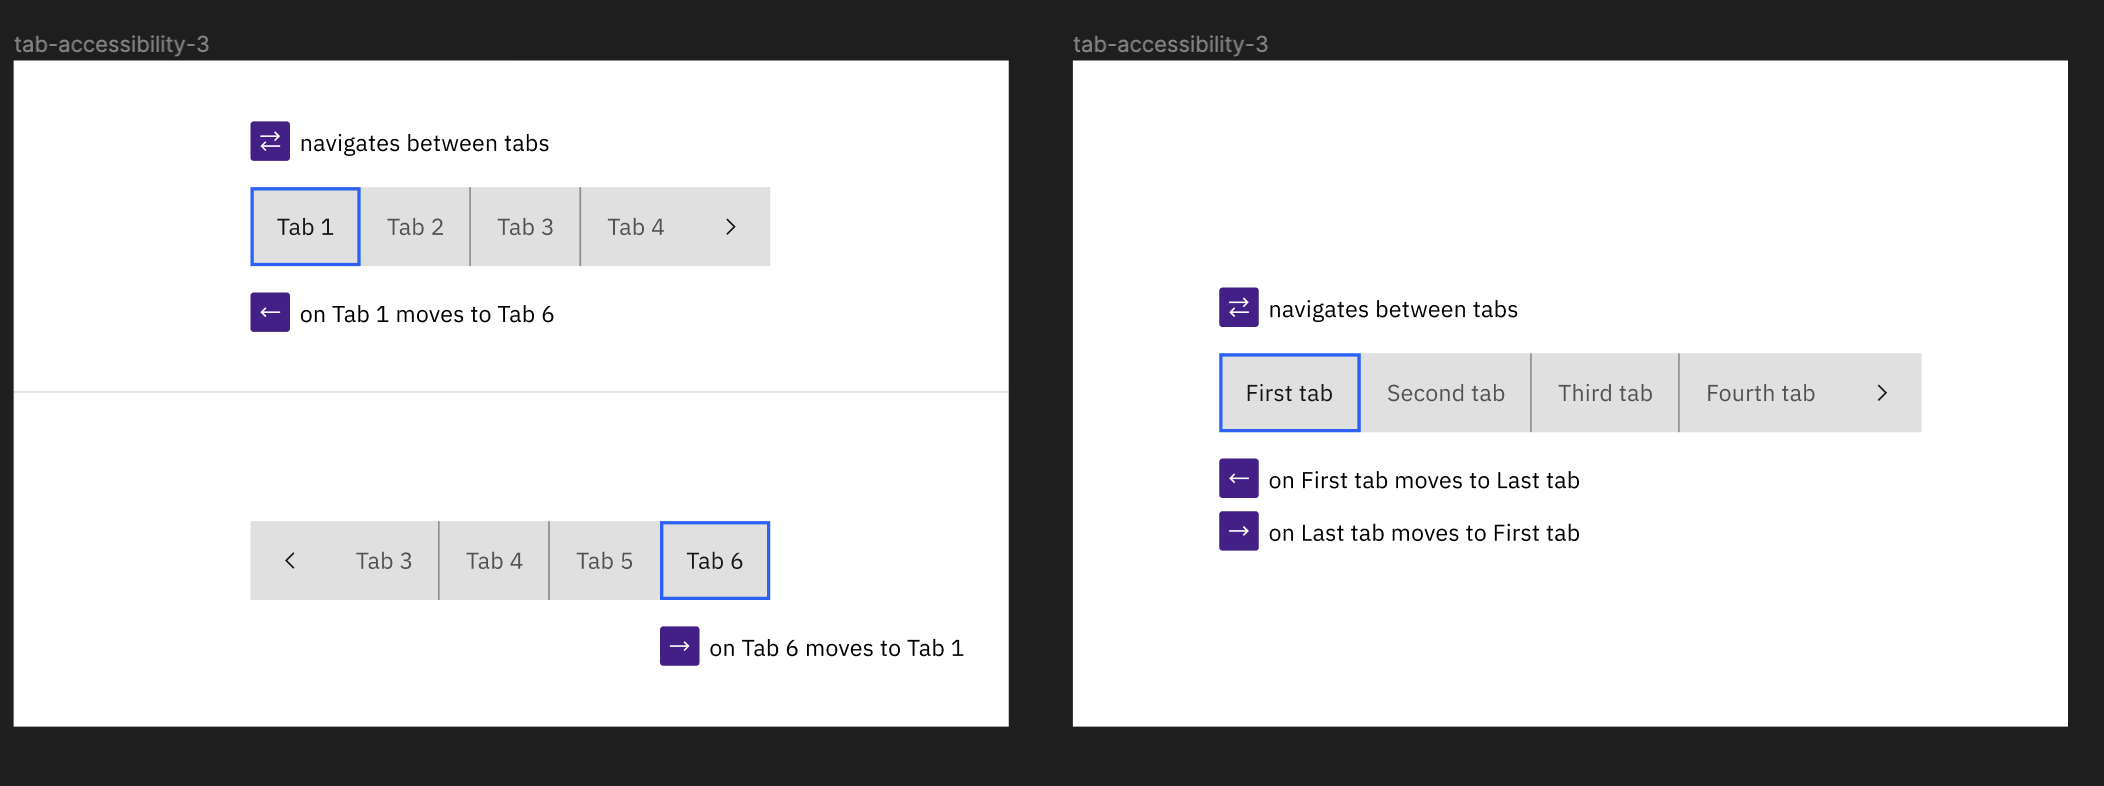 tab-accessibility-3
navigates between tabs
Tab 1 Tab 2 Tab 3 Tab 4
on Tab 1 moves to Tab 6
Tab 3 Tab 4 Tab 5 Tab 6
on Tab 6 moves to Tab 1
tab-accessibility-3
navigates between tabs
First tab Second tab Third tab Fourth tab
on First tab moves to Last tab
on Last tab moves to First tab